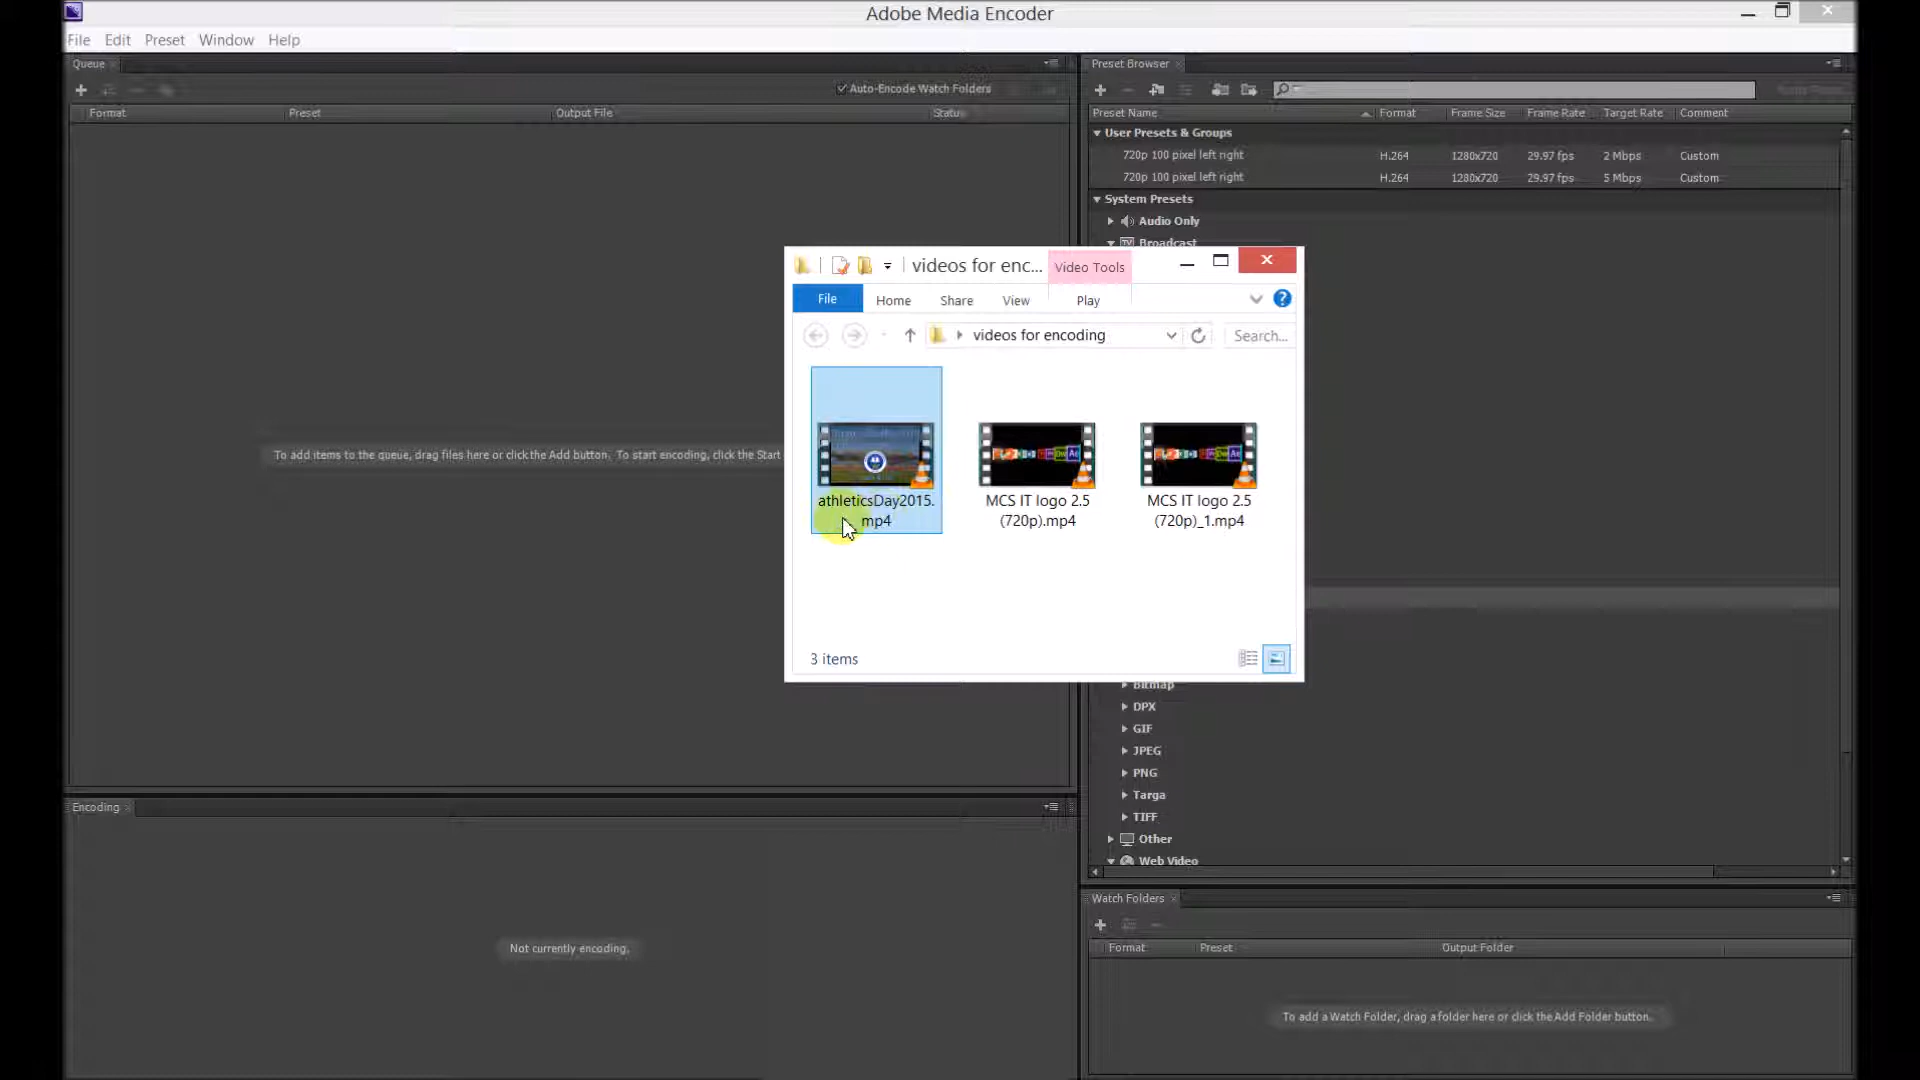 Adobe Media Encoder
File Edit Preset Window Help
Queue
Auto-Encode Watch Folders
Format Preset Output File Status
To add items to the queue, drag files here or click the Add button. To start encoding, click the Start
Preset Browser
Preset Name Format Frame Size Frame Rate Target Rate Comment
User Presets & Groups
720p 100 pixel left right H.264 1280x720 29.97 fps 2 Mbps Custom
720p 100 pixel left right H.264 1280x720 29.97 fps 5 Mbps Custom
System Presets
Audio Only
Broadcast
videos for enc... Video Tools
File Home Share View Play
videos for encoding Search...
athleticsDay2015.
mp4
MCS IT logo 2.5
(720p).mp4
MCS IT logo 2.5
(720p)_1.mp4
3 items
Bitmap
DPX
GIF
JPEG
PNG
Targa
TIFF
Other
Web Video
Encoding
Not currently encoding.
Watch Folders
Format Preset Output Folder
To add a Watch Folder, drag a folder here or click the Add Folder button.